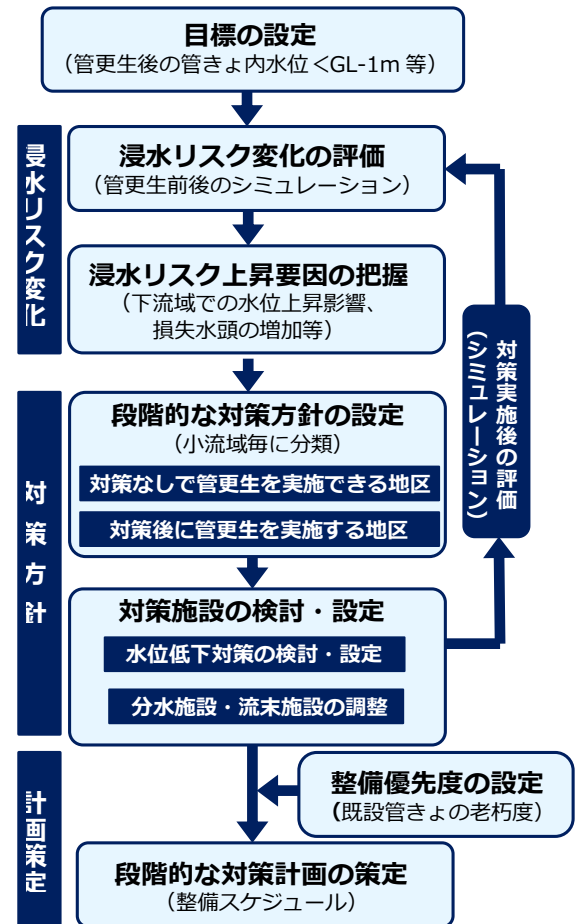 目標の設定
（管更生後の管きょ内水位<GL-1m 等）
浸水リスク変化
浸水リスク変化の評価
（管更生前後のシミュレーション）
浸水リスク上昇要因の把握
（下流域での水位上昇影響、
損失水頭の増加等）
対策実施後の評価
（シミュレーション）
対策方針
段階的な対策方針の設定
（小流域毎に分類）
対策なしで管更生を実施できる地区
対策後に管更生を実施する地区
対策施設の検討・設定
水位低下対策の検討・設定
分水施設・流末施設の調整
計画策定
整備優先度の設定
（既設管きょの老朽度）
段階的な対策計画の策定
（整備スケジュール）